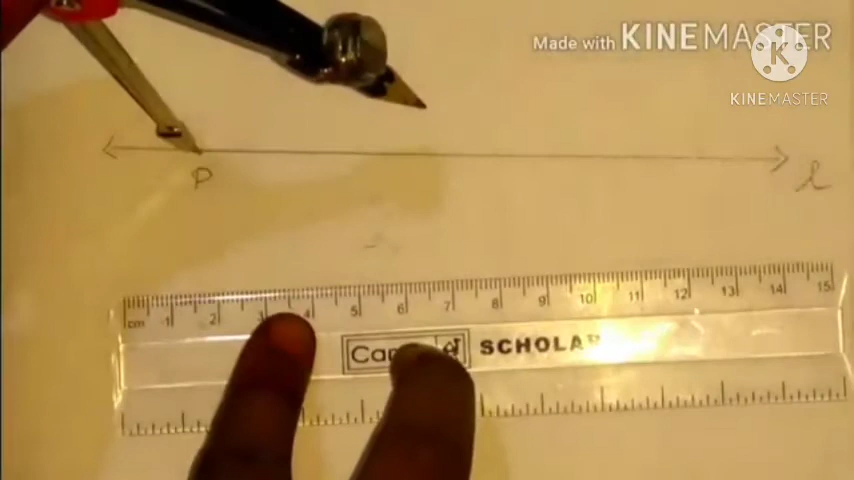 Made with KINEMASTER
K
KINEMASTER
P
l
cm 1 2 3 4 5 6 7 8 9 10 11 12 13 14 15
SCHOLAR